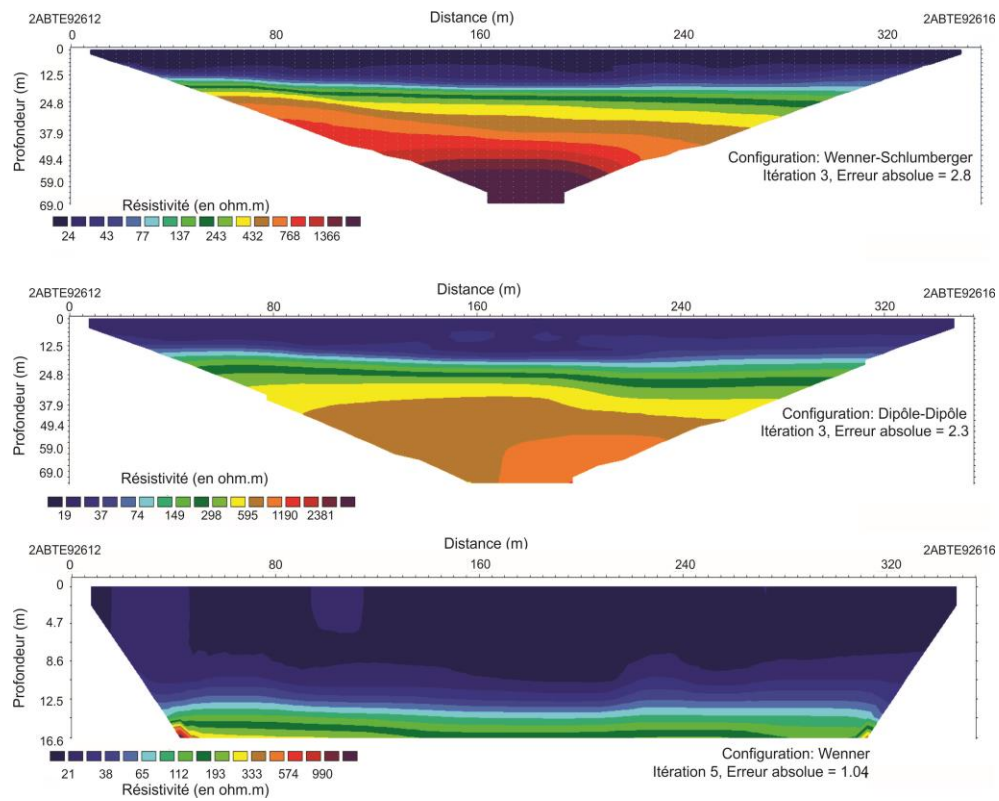 Distance (m)
2ABTE92612
2ABTE92616
0 80 160 240 320
Profondeur (m)
0
12.5
24.8
37.9
49.4
59.0
69.0
Configuration: Wenner-Schlumberger
Itération 3, Erreur absolue = 2.8
Résistivité (en ohm.m)
24 43 77 137 243 432 768 1366
Distance (m)
2ABTE92612
2ABTE92616
0 80 160 240 320
Profondeur (m)
0
12.5
24.8
37.9
49.4
59.0
69.0
Configuration: Dipôle-Dipôle
Itération 3, Erreur absolue = 2.3
Résistivité (en ohm.m)
19 37 74 149 298 595 1190 2381
Distance (m)
2ABTE92612
2ABTE92616
0 80 160 240 320
Profondeur (m)
0
4.7
8.6
12.5
16.6
21 38 65 112 193 333 574 990
Résistivité (en ohm.m)
Configuration: Wenner
Itération 5, Erreur absolue = 1.04